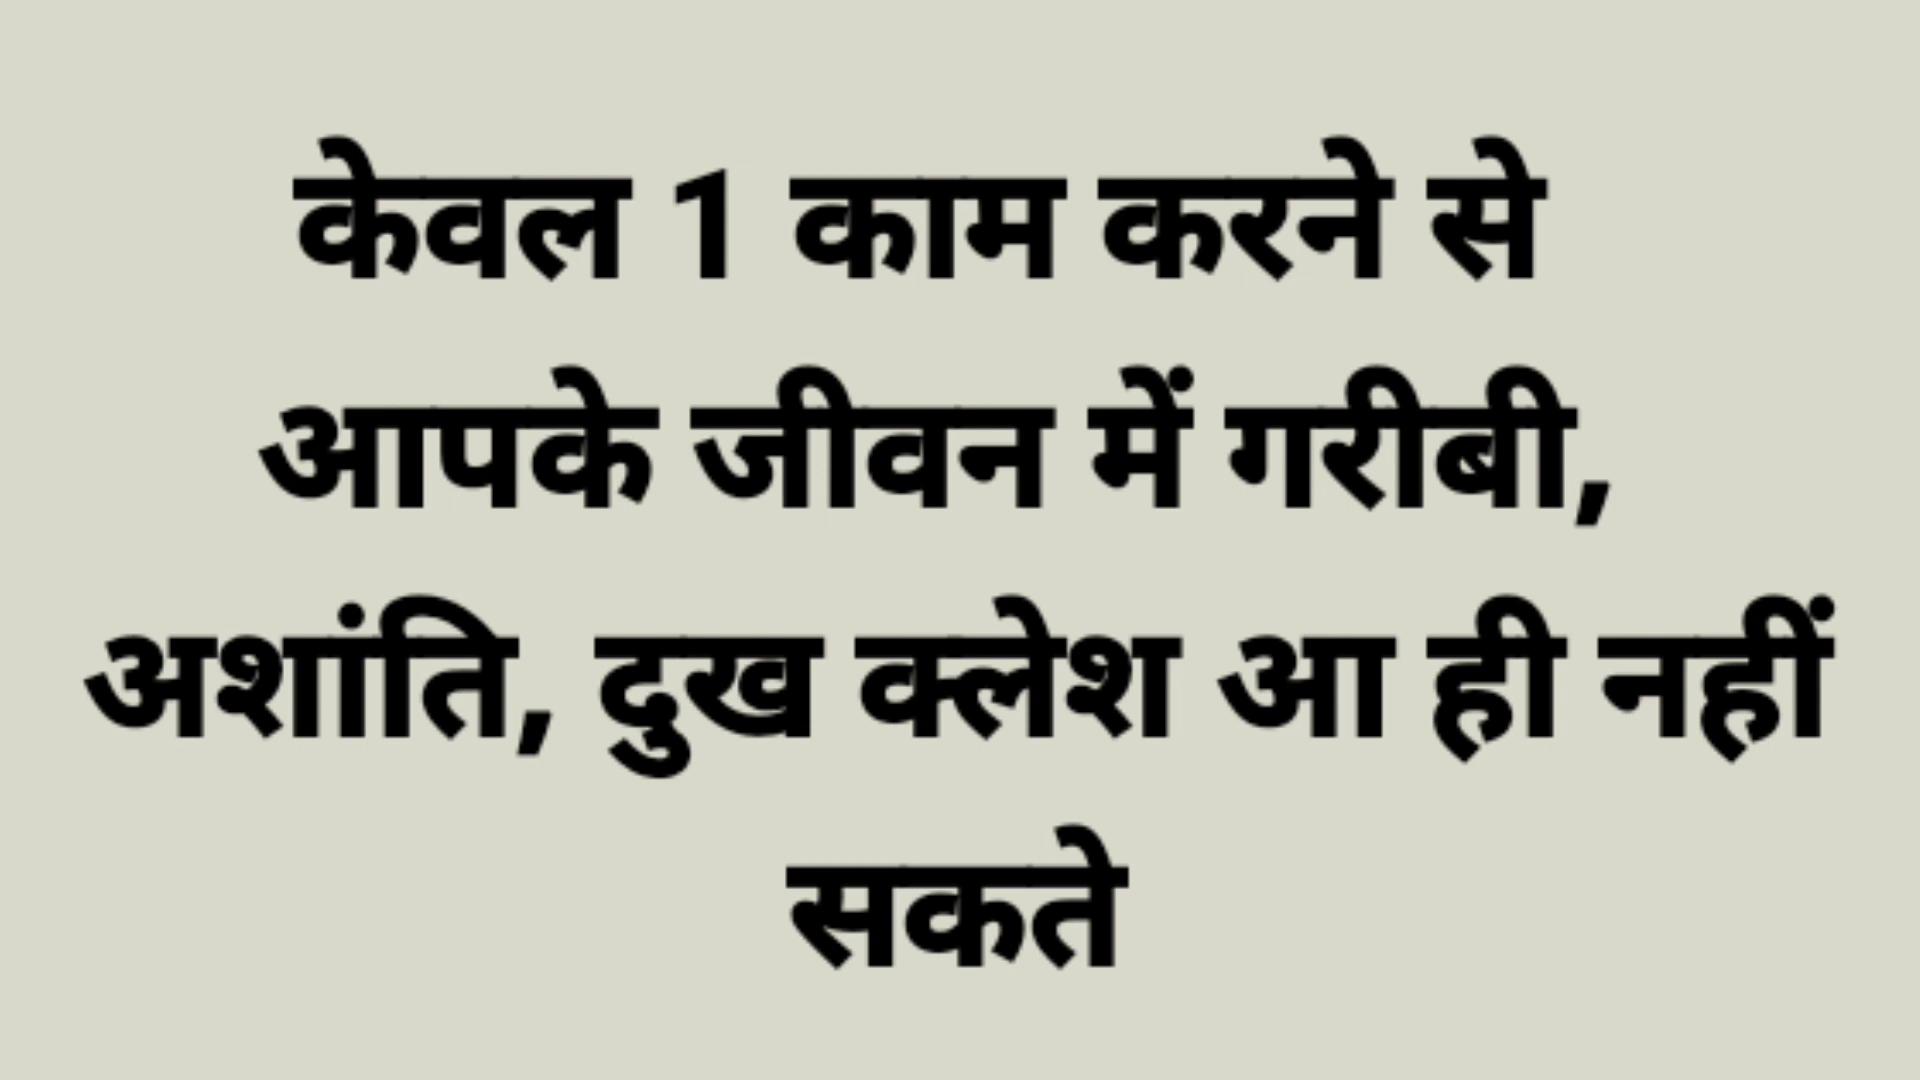 केवल 1 काम करने से
आपके जीवन में गरीबी,
अशांति, दुख क्लेश आ ही नहीं
सकते